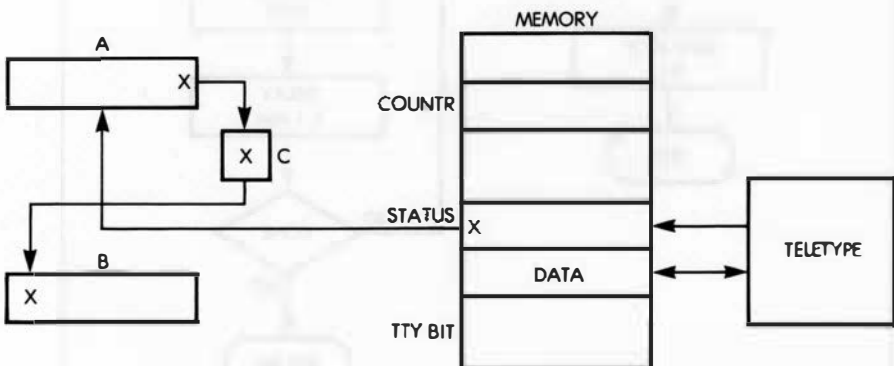 MEMORY
A
X
COUNTR
X
C
STATUS
X
B
TELETYPE
DATA
X
TTY BIT